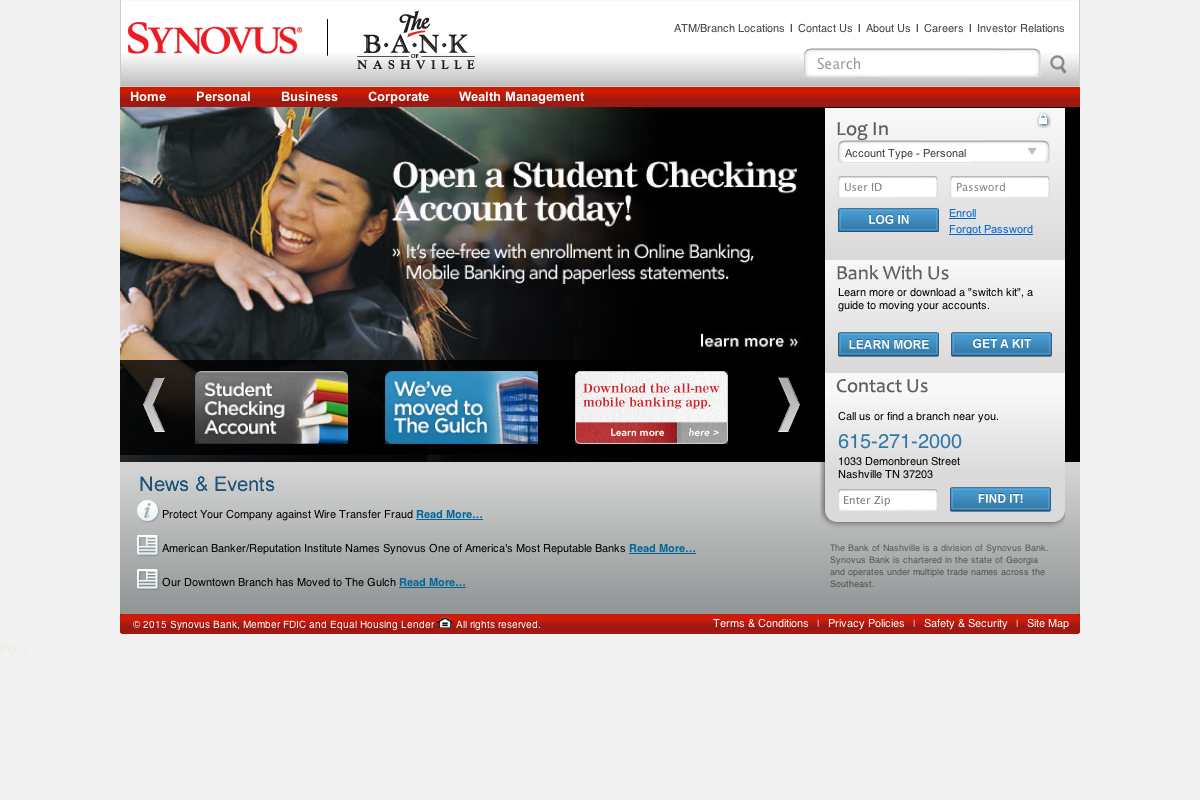 SYNOVUS®
The
B·A·N·K
OF
NASHVILLE
ATM/Branch Locations I Contact Us I About Us I Careers I Investor Relations
Search
Home Personal Business Corporate Wealth Management
Open a Student Checking
Account today!
» It's fee-free with enrollment in Online Banking,
Mobile Banking and paperless statements.
learn more »
Student
Checking
Account
We've
moved to
The Gulch
Download the all-new
mobile banking app.
Learn more here >
Log In
Account Type - Personal
User ID Password
LOG IN
Enroll
Forgot Password
Bank With Us
Learn more or download a "switch kit", a
guide to moving your accounts.
LEARN MORE GET A KIT
Contact Us
Call us or find a branch near you.
615-271-2000
1033 Demonbreun Street
Nashville TN 37203
Enter Zip FIND IT!
News & Events
Protect Your Company against Wire Transfer Fraud Read More…
American Banker/Reputation Institute Names Synovus One of America's Most Reputable Banks Read More…
Our Downtown Branch has Moved to The Gulch Read More…
The Bank of Nashville is a division of Synovus Bank.
Synovus Bank is chartered in the state of Georgia
and operates under multiple trade names across the
Southeast.
© 2015 Synovus Bank, Member FDIC and Equal Housing Lender All rights reserved.
Terms & Conditions I Privacy Policies I Safety & Security I Site Map